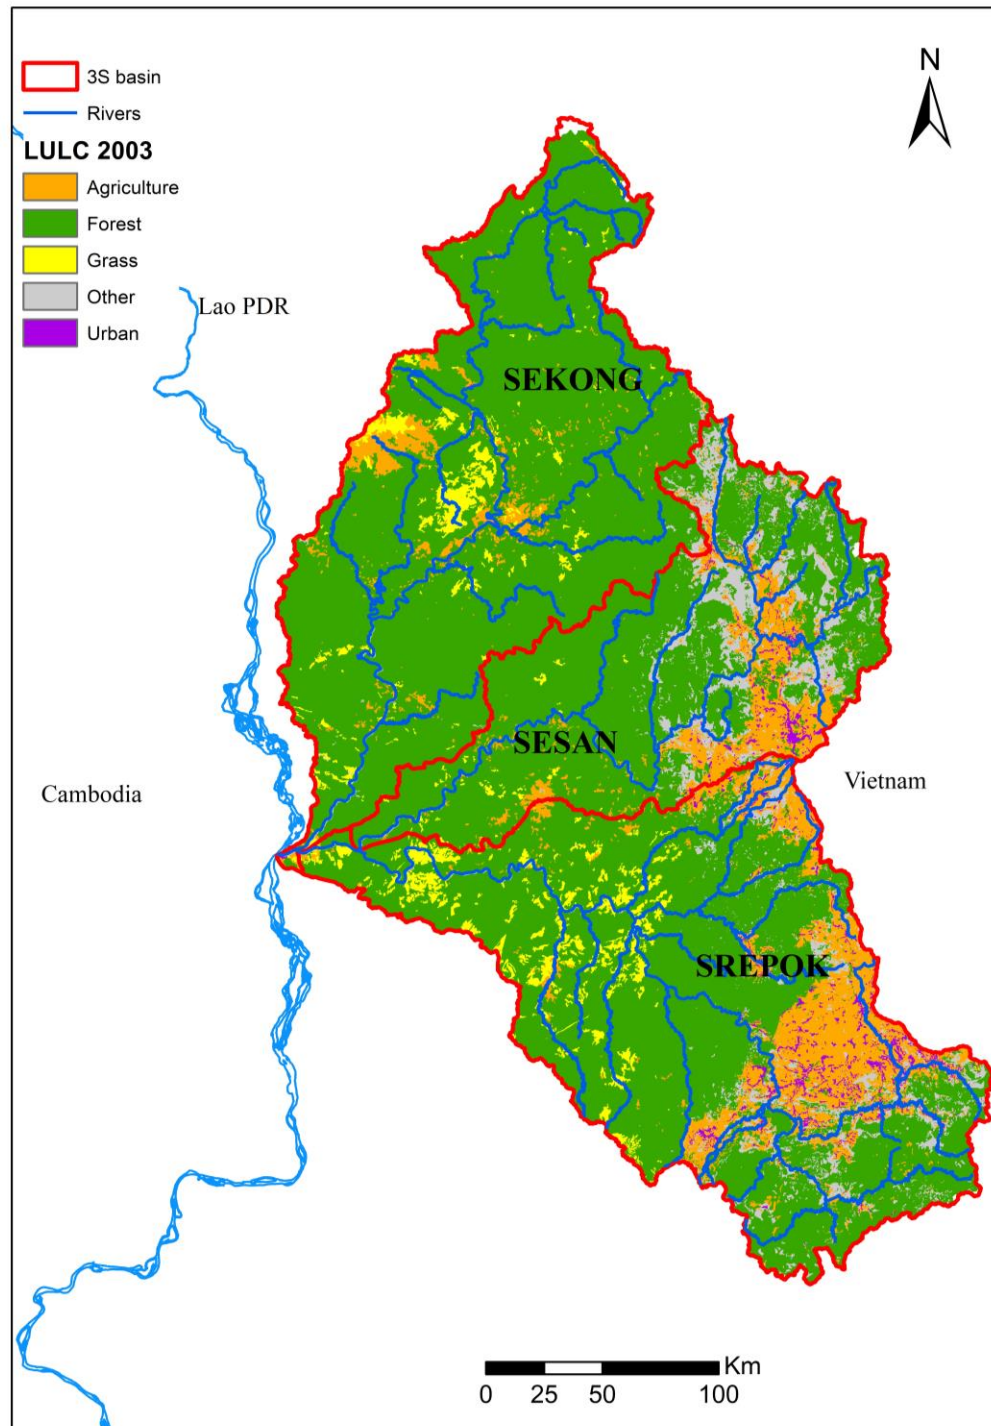 3S basin
Rivers
LULC 2003
Agriculture
Forest
Grass
Other
Urban
N
Lao PDR
SEKONG
SESAN
Cambodia
Vietnam
SREPOK
Km
0 25 50 100